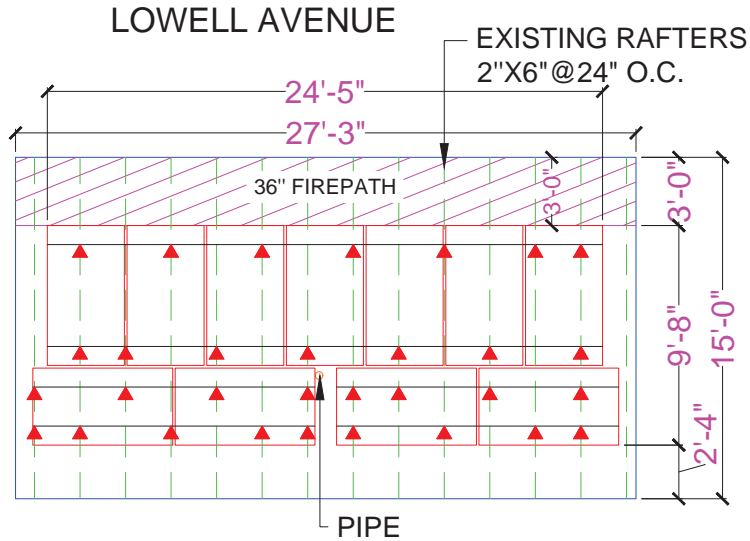 LOWELL AVENUE
EXISTING RAFTERS
2"X6"@24" O.C.
24'-5"
27'-3"
36" FIREPATH
3'-0"
3'-0"
9'-8"
15'-0"
2'-4"
PIPE